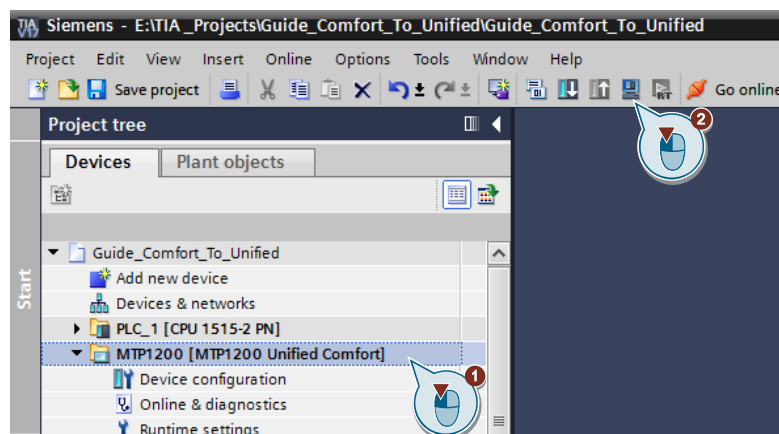 Siemens - E:\TIA_Projects\Guide_Comfort_To_Unified\Guide_Comfort_To_Unified
Project Edit View Insert Online Options Tools Window Help
Save project Go online
2
Project tree
Devices Plant objects
Guide_Comfort_To_Unified
Add new device
Start
Devices & networks
PLC_1 [CPU 1515-2 PN]
MTP1200 [MTP1200 Unified Comfort]
1
Device configuration
Online & diagnostics
Runtime settings